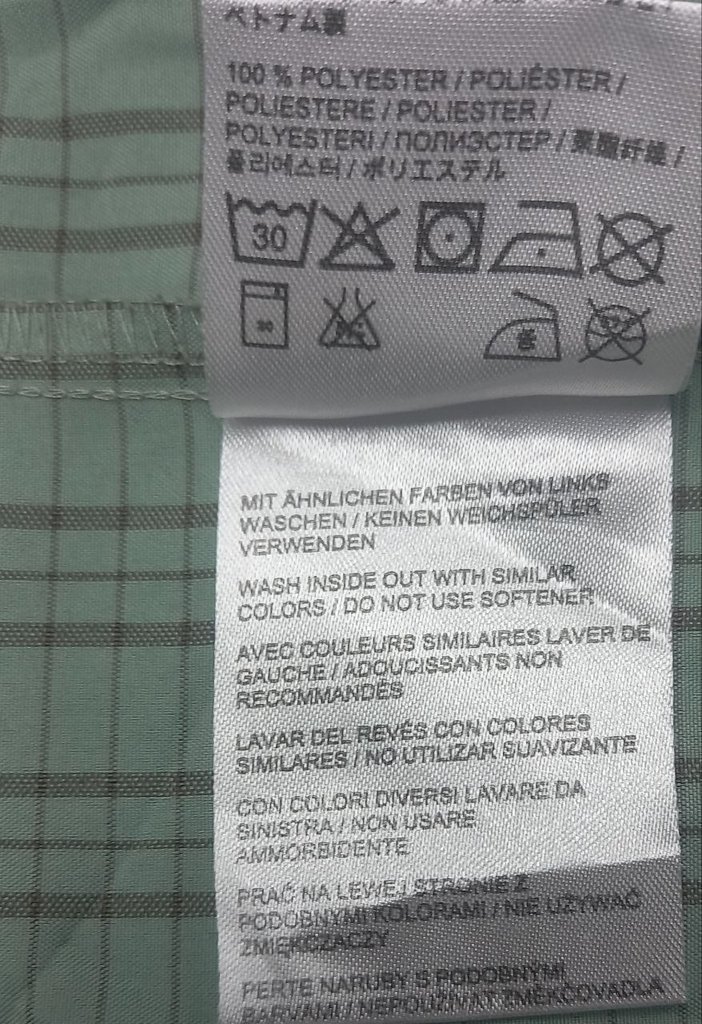 ベトナム製
100 % POLYESTER / POLIÉSTER /
POLIESTERE / POLIESTER /
POLYESTERI / ПОЛИЭСТЕР / 聚酯纤维 /
폴리에스터 / ポリエステル
30
MIT ÄHNLICHEN FARBEN VON LINKS
WASCHEN / KEINEN WEICHSPÜLER
VERWENDEN
WASH INSIDE OUT WITH SIMILAR
COLORS / DO NOT USE SOFTENER
AVEC COULEURS SIMILAIRES LAVER DE
GAUCHE / ADOUCISSANTS NON
RECOMMANDÉS
LAVAR DEL REVÉS CON COLORES
SIMILARES / NO UTILIZAR SUAVIZANTE
CON COLORI DIVERSI LAVARE DA
SINISTRA / NON USARE
AMMORBIDENTE
PRAĆ NA LEWEJ STRONIE Z
PODOBNYMI KOLORAMI / NIE UŻYWAĆ
ZMIĘKCZACZY
PERTE NARUBY S PODOBNÝMI
BARVAMI / NEPOUŽÍVAT ZMĚKČOVADLA